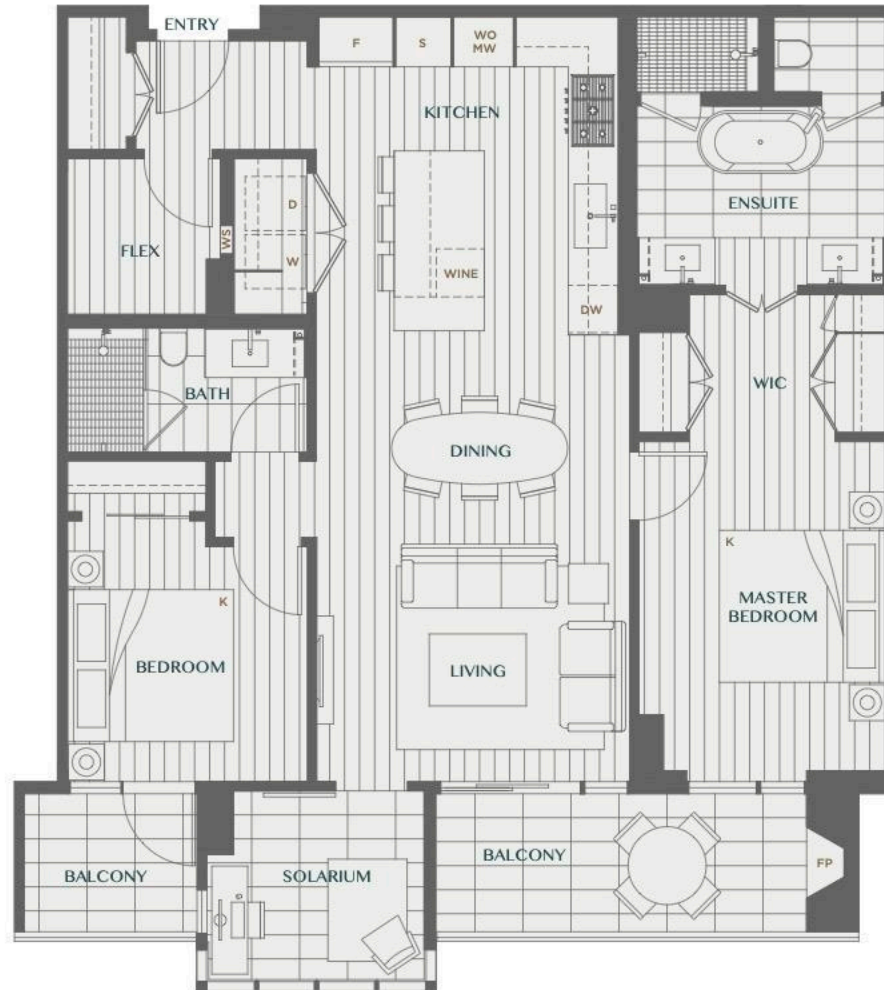 ENTRY
F
S
WO
MW
KITCHEN
ENSUITE
D
FLEX
WS
W
WINE
DW
BATH
WIC
DINING
K
K
MASTER
BEDROOM
BEDROOM
LIVING
BALCONY
SOLARIUM
BALCONY
FP